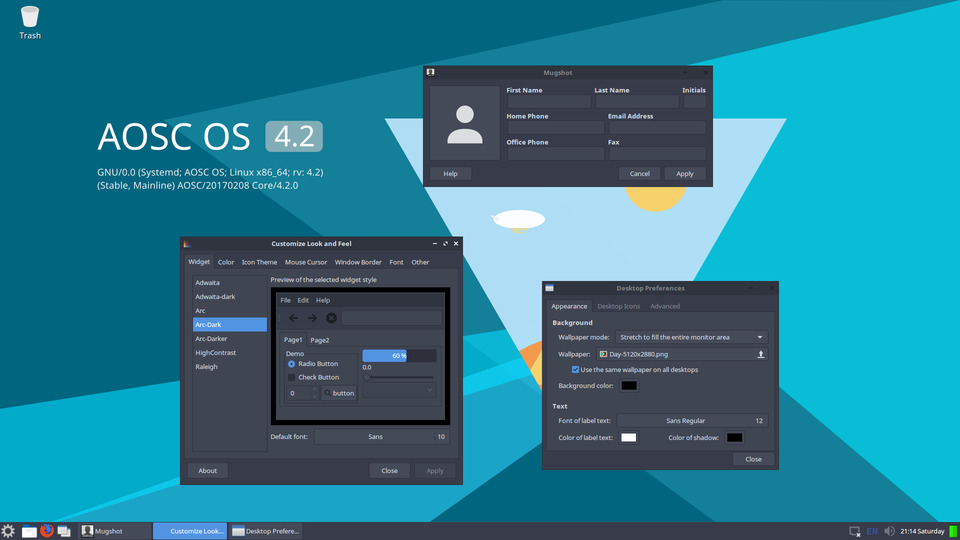 Trash
AOSC OS 4.2
GNU/0.0 (Systemd; AOSC OS; Linux x86_64; rv: 4.2)
(Stable, Mainline) AOSC/20170208 Core/4.2.0
Mugshot
First Name Last Name Initials
Home Phone Email Address
Office Phone Fax
Help Cancel Apply
Customize Look and Feel
Widget Color Icon Theme Mouse Cursor Window Border Font Other
Adwaita
Adwaita-dark
Arc
Arc-Dark
Arc-Darker
HighContrast
Raleigh
Preview of the selected widget style
File Edit Help
Page1 Page2
Demo
Radio Button
Check Button
0 button
60 %
0.0
Default font: Sans 10
About Close Apply
Desktop Preferences
Appearance Desktop Icons Advanced
Background
Wallpaper mode: Stretch to fill the entire monitor area
Wallpaper: Day-5120x2880.png
Use the same wallpaper on all desktops
Background color:
Text
Font of label text: Sans Regular 12
Color of label text: Color of shadow:
Close
Mugshot Customize Look... Desktop Prefere... EN 21:14 Saturday